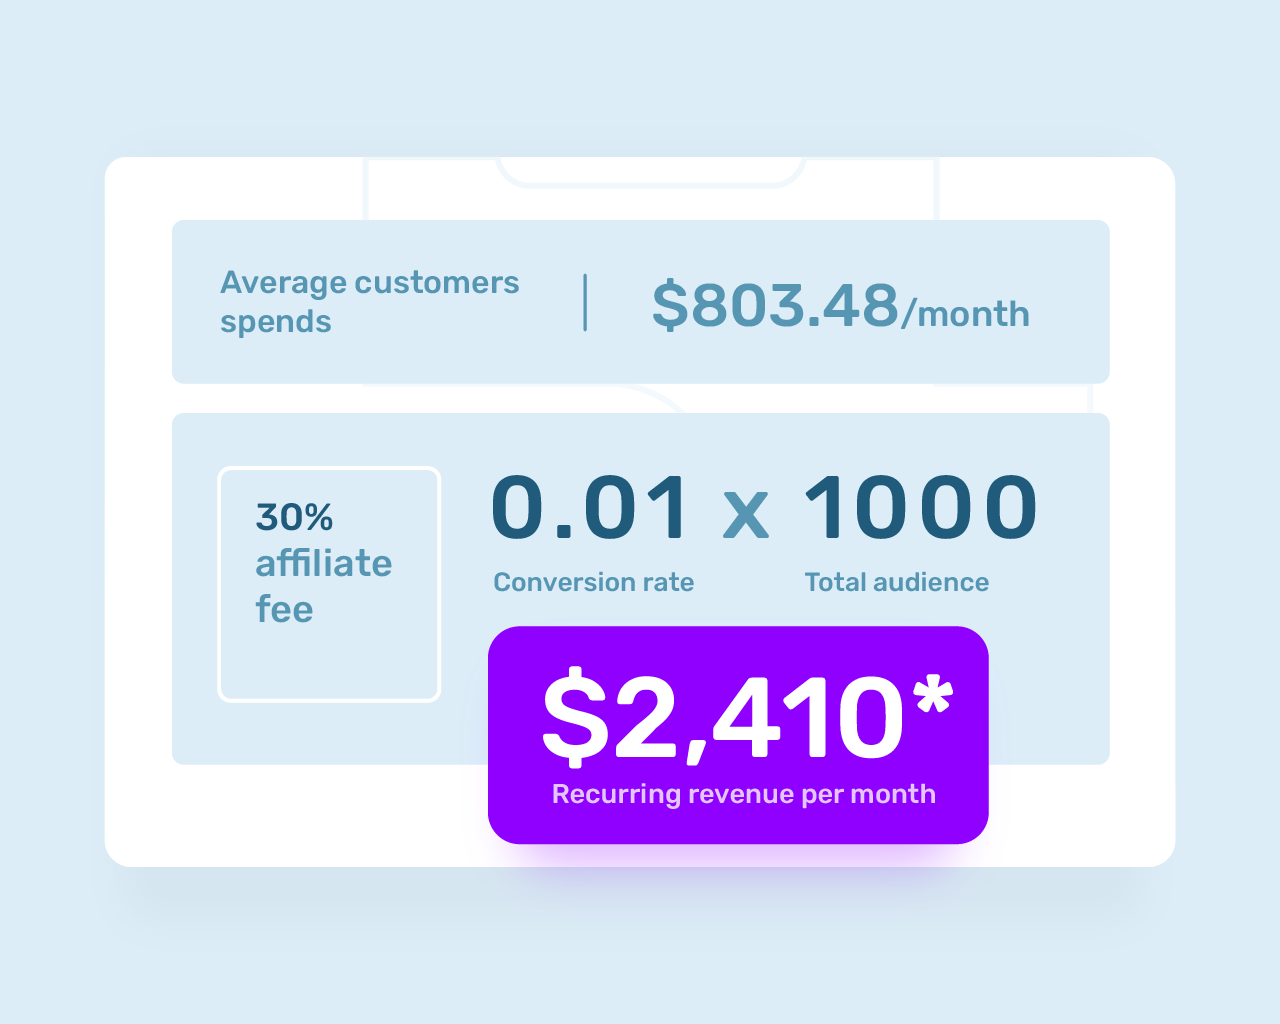 Average customers
spends
$803.48/month
30%
affiliate
fee
0.01 x 1000
Conversion rate
Total audience
$2,410*
Recurring revenue per month